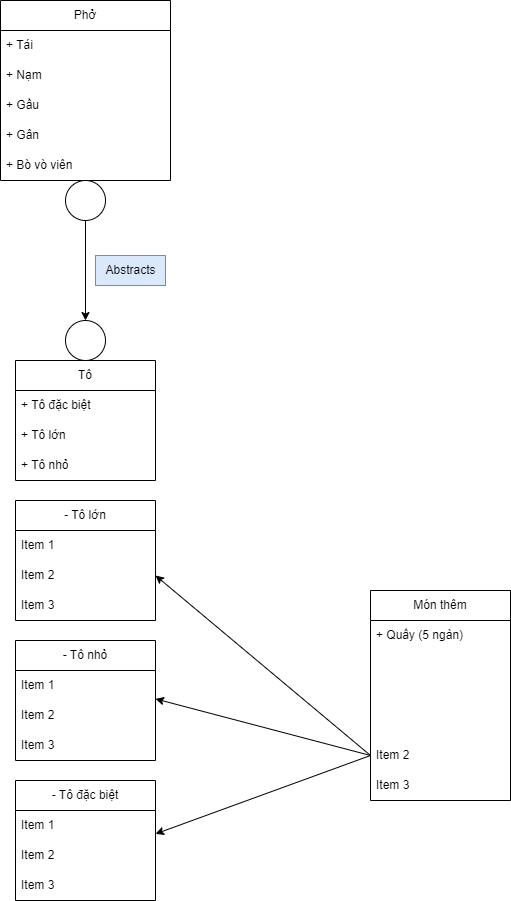 Phở
+ Tái
+ Nạm
+ Gầu
+ Gân
+ Bò vò viên
Abstracts
Tô
+ Tô đặc biệt
+ Tô lớn
+ Tô nhỏ
- Tô lớn
Item 1
Item 2
Item 3
- Tô nhỏ
Item 1
Item 2
Item 3
- Tô đặc biệt
Item 1
Item 2
Item 3
Món thêm
+ Quẩy (5 ngàn)
Item 2
Item 3